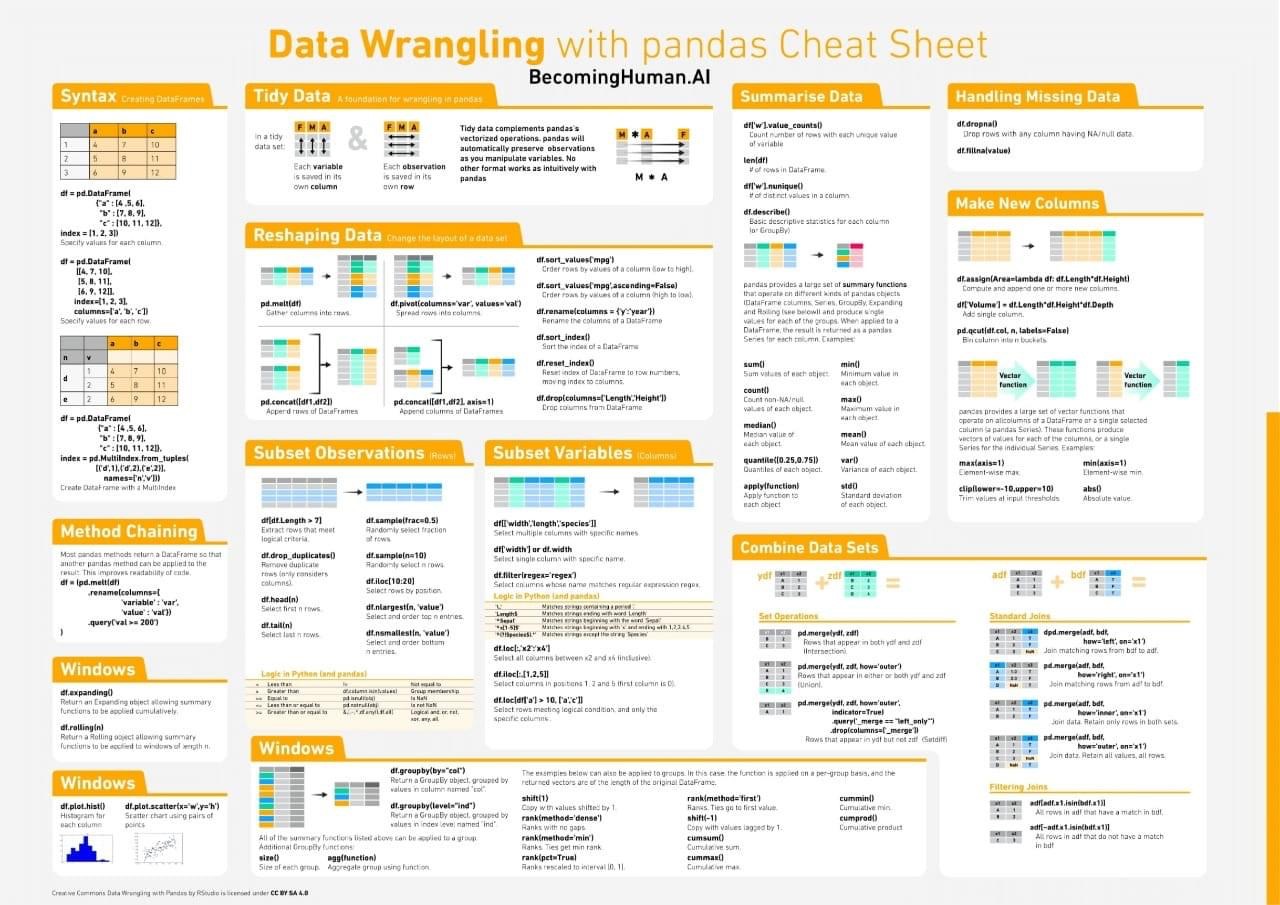 Data Wrangling with pandas Cheat Sheet
BecomingHuman.AI
Syntax Creating DataFrames
a b c
1 4 7 10
2 5 8 11
3 6 9 12
df = pd.DataFrame(
{"a" : [4 ,5, 6],
"b" : [7, 8, 9],
"c" : [10, 11, 12]},
index = [1, 2, 3])
Specify values for each column.
df = pd.DataFrame(
[[4, 7, 10],
[5, 8, 11],
[6, 9, 12]],
index=[1, 2, 3],
columns=['a', 'b', 'c'])
Specify values for each row.
a b c
n v
d 1 4 7 10
2 5 8 11
e 2 6 9 12
df = pd.DataFrame(
{"a" : [4 ,5, 6],
"b" : [7, 8, 9],
"c" : [10, 11, 12]},
index = pd.MultiIndex.from_tuples(
[('d',1),('d',2),('e',2)],
names=['n','v']))
Create DataFrame with a MultiIndex
Method Chaining
Most pandas methods return a DataFrame so that
another pandas method can be applied to the
result. This improves readability of code.
df = (pd.melt(df)
.rename(columns={
'variable' : 'var',
'value' : 'val'})
.query('val >= 200')
)
Windows
df.expanding()
Return an Expanding object allowing summary
functions to be applied cumulatively.
df.rolling(n)
Return a Rolling object allowing summary
functions to be applied to windows of length n.
Windows
df.plot.hist()
Histogram for
each column
df.plot.scatter(x='w',y='h')
Scatter chart using pairs of
points
Tidy Data A foundation for wrangling in pandas
In a tidy
data set:
F M A
Each variable
is saved in its
own column
&
F M A
Each observation
is saved in its
own row
Tidy data complements pandas's
vectorized operations. pandas will
automatically preserve observations
as you manipulate variables. No
other format works as intuitively with
pandas
M * A F
M * A
Reshaping Data Change the layout of a data set
pd.melt(df)
Gather columns into rows.
df.pivot(columns='var', values='val')
Spread rows into columns.
pd.concat([df1,df2])
Append rows of DataFrames
pd.concat([df1,df2], axis=1)
Append columns of DataFrames
df.sort_values('mpg')
Order rows by values of a column (low to high).
df.sort_values('mpg',ascending=False)
Order rows by values of a column (high to low).
df.rename(columns = {'y':'year'})
Rename the columns of a DataFrame
df.sort_index()
Sort the index of a DataFrame
df.reset_index()
Reset index of DataFrame to row numbers,
moving index to columns.
df.drop(columns=['Length','Height'])
Drop columns from DataFrame
Subset Observations (Rows)
df[df.Length > 7]
Extract rows that meet
logical criteria.
df.drop_duplicates()
Remove duplicate
rows (only considers
columns).
df.head(n)
Select first n rows.
df.tail(n)
Select last n rows.
df.sample(frac=0.5)
Randomly select fraction
of rows.
df.sample(n=10)
Randomly select n rows.
df.iloc[10:20]
Select rows by position.
df.nlargest(n, 'value')
Select and order top n entries.
df.nsmallest(n, 'value')
Select and order bottom
n entries.
Logic in Python (and pandas)
< Less than != Not equal to
> Greater than df.column.isin(values) Group membership
== Equal to pd.isnull(obj) Is NaN
<= Less than or equal to pd.notnull(obj) Is not NaN
>= Greater than or equal to &,|,~,^,df.any(),df.all() Logical and, or, not,
xor, any, all
Subset Variables (Columns)
df[['width','length','species']]
Select multiple columns with specific names.
df['width'] or df.width
Select single column with specific name.
df.filter(regex='regex')
Select columns whose name matches regular expression regex.
Logic in Python (and pandas)
'\.' Matches strings containing a period '.'
'Length$' Matches strings ending with word 'Length'
'^Sepal' Matches strings beginning with the word 'Sepal'
'^x[1-5]$' Matches strings beginning with 'x' and ending with 1,2,3,4,5
'^(?!Species$).*' Matches strings except the string 'Species'
df.loc[:,'x2':'x4']
Select all columns between x2 and x4 (inclusive).
df.iloc[:,[1,2,5]]
Select columns in positions 1, 2 and 5 (first column is 0).
df.loc[df['a'] > 10, ['a','c']]
Select rows meeting logical condition, and only the
specific columns .
Windows
df.groupby(by="col")
Return a GroupBy object, grouped by
values in column named "col".
df.groupby(level="ind")
Return a GroupBy object, grouped by
values in index level named "ind".
All of the summary functions listed above can be applied to a group.
Additional GroupBy functions:
size()
Size of each group.
agg(function)
Aggregate group using function.
The examples below can also be applied to groups. In this case, the function is applied on a per-group basis, and the
returned vectors are of the length of the original DataFrame.
shift(1)
Copy with values shifted by 1.
rank(method='dense')
Ranks with no gaps.
rank(method='min')
Ranks. Ties get min rank.
rank(pct=True)
Ranks rescaled to interval [0, 1].
rank(method='first')
Ranks. Ties go to first value.
shift(-1)
Copy with values lagged by 1.
cumsum()
Cumulative sum.
cummax()
Cumulative max.
cummin()
Cumulative min.
cumprod()
Cumulative product
Summarise Data
df['w'].value_counts()
Count number of rows with each unique value
of variable
len(df)
# of rows in DataFrame.
df['w'].nunique()
# of distinct values in a column.
df.describe()
Basic descriptive statistics for each column
(or GroupBy)
pandas provides a large set of summary functions
that operate on different kinds of pandas objects
(DataFrame columns, Series, GroupBy, Expanding
and Rolling (see below)) and produce single
values for each of the groups. When applied to a
DataFrame, the result is returned as a pandas
Series for each column. Examples:
sum()
Sum values of each object.
count()
Count non-NA/null
values of each object.
median()
Median value of
each object.
quantile([0.25,0.75])
Quantiles of each object.
apply(function)
Apply function to
each object
min()
Minimum value in
each object.
max()
Maximum value in
each object.
mean()
Mean value of each object.
var()
Variance of each object.
std()
Standard deviation
of each object.
Handling Missing Data
df.dropna()
Drop rows with any column having NA/null data.
df.fillna(value)
Make New Columns
df.assign(Area=lambda df: df.Length*df.Height)
Compute and append one or more new columns.
df['Volume'] = df.Length*df.Height*df.Depth
Add single column.
pd.qcut(df.col, n, labels=False)
Bin column into n buckets.
Vector
function
Vector
function
pandas provides a large set of vector functions that
operate on allcolumns of a DataFrame or a single selected
column (a pandas Series). These functions produce
vectors of values for each of the columns, or a single
Series for the individual Series. Examples:
max(axis=1)
Element-wise max.
clip(lower=-10,upper=10)
Trim values at input thresholds
min(axis=1)
Element-wise min.
abs()
Absolute value.
Combine Data Sets
ydf + zdf =
Set Operations
pd.merge(ydf, zdf)
Rows that appear in both ydf and zdf
(Intersection).
pd.merge(ydf, zdf, how='outer')
Rows that appear in either or both ydf and zdf
(Union).
pd.merge(ydf, zdf, how='outer',
indicator=True)
.query('_merge == "left_only"')
.drop(columns=['_merge'])
Rows that appear in ydf but not zdf (Setdiff)
adf + bdf =
Standard Joins
dpd.merge(adf, bdf,
how='left', on='x1')
Join matching rows from bdf to adf.
pd.merge(adf, bdf,
how='right', on='x1')
Join matching rows from adf to bdf.
pd.merge(adf, bdf,
how='inner', on='x1')
Join data. Retain only rows in both sets.
pd.merge(adf, bdf,
how='outer', on='x1')
Join data. Retain all values, all rows.
Filtering Joins
adf[adf.x1.isin(bdf.x1)]
All rows in adf that have a match in bdf.
adf[~adf.x1.isin(bdf.x1)]
All rows in adf that do not have a match
in bdf
Creative Commons Data Wrangling with Pandas by RStudio is licensed under CC BY SA 4.0